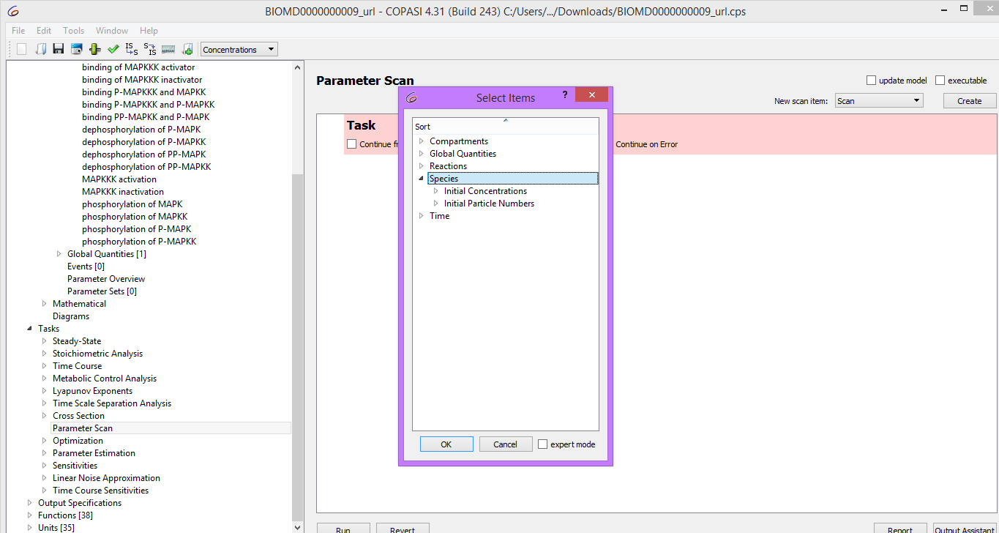 BIOMD0000000009_url - COPASI 4.31 (Build 243) C:/Users/.../Downloads/BIOMD0000000009_url.cps
File Edit Tools Window Help
Concentrations
binding of MAPKKK activator
binding of MAPKKK inactivator
binding P-MAPKKK and MAPKK
binding P-MAPKKK and P-MAPKK
binding PP-MAPKK and P-MAPK
dephosphorylation of P-MAPK
dephosphorylation of P-MAPKK
dephosphorylation of PP-MAPK
dephosphorylation of PP-MAPKK
MAPKKK activation
MAPKKK inactivation
phosphorylation of MAPK
phosphorylation of MAPKK
phosphorylation of P-MAPK
phosphorylation of P-MAPKK
Global Quantities [1]
Events [0]
Parameter Overview
Parameter Sets [0]
Mathematical
Diagrams
Tasks
Steady-State
Stoichiometric Analysis
Time Course
Metabolic Control Analysis
Lyapunov Exponents
Time Scale Separation Analysis
Cross Section
Parameter Scan
Optimization
Parameter Estimation
Sensitivities
Linear Noise Approximation
Time Course Sensitivities
Output Specifications
Functions [38]
Units [35]
Parameter Scan
update model executable
New scan item: Scan Create
Task
Continue Continue on Error
Select Items
Sort
Compartments
Global Quantities
Reactions
Species
Initial Concentrations
Initial Particle Numbers
Time
OK Cancel expert mode
Run Revert Report Output Assistant